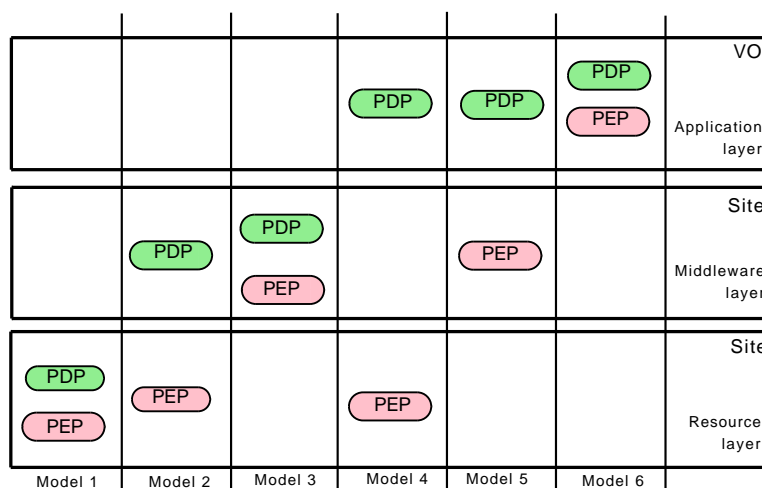 VO
PDP
PDP PDP
PEP
Application
layer
Site
PDP
PDP PEP
Middleware
PEP
layer
Site
PDP
PEP PEP
PEP
Resource
layer
Model 1 Model 2 Model 3 Model 4 Model 5 Model 6